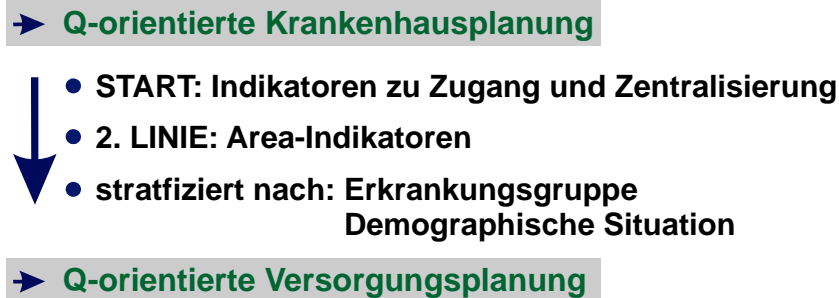 Q-orientierte Krankenhausplanung
START: Indikatoren zu Zugang und Zentralisierung
2. LINIE: Area-Indikatoren
stratfiziert nach: Erkrankungsgruppe
Demographische Situation
Q-orientierte Versorgungsplanung